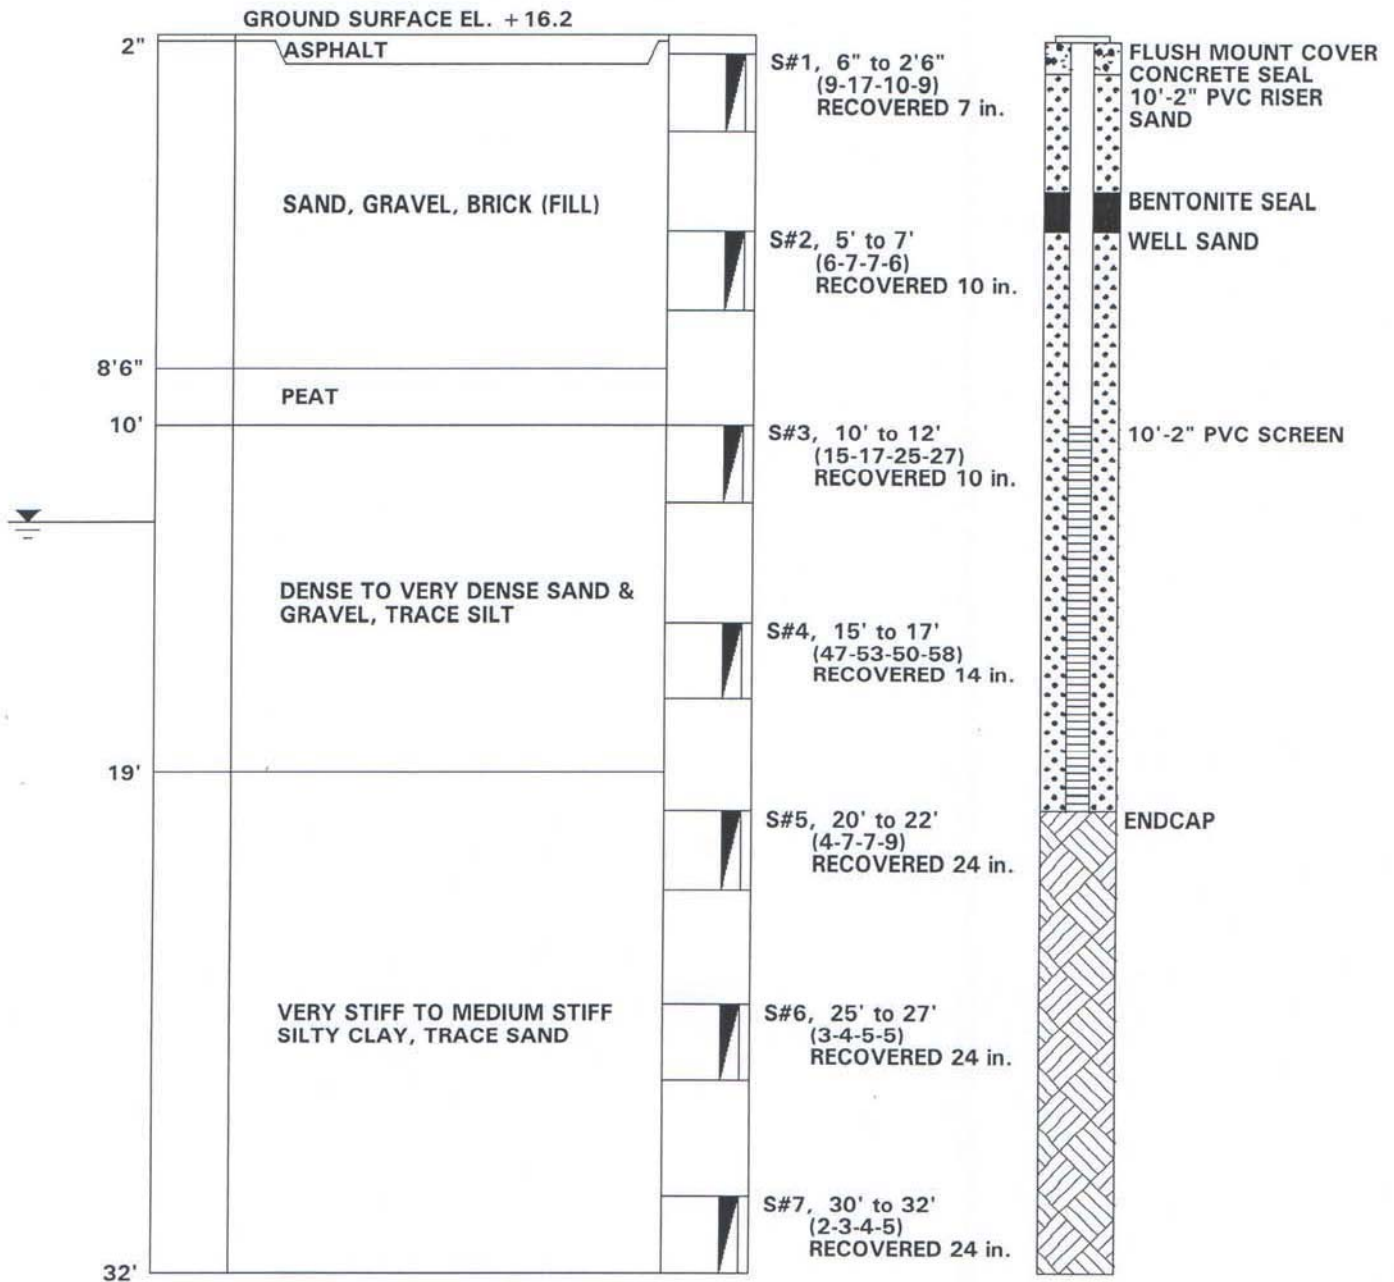 GROUND SURFACE EL. +16.2
2"
ASPHALT
S#1, 6" to 2'6"
(9-17-10-9)
RECOVERED 7 in.
SAND, GRAVEL, BRICK (FILL)
S#2, 5' to 7'
(6-7-7-6)
RECOVERED 10 in.
8'6"
PEAT
10'
S#3, 10' to 12'
(15-17-25-27)
RECOVERED 10 in.
DENSE TO VERY DENSE SAND &
GRAVEL, TRACE SILT
S#4, 15' to 17'
(47-53-50-58)
RECOVERED 14 in.
19'
S#5, 20' to 22'
(4-7-7-9)
RECOVERED 24 in.
VERY STIFF TO MEDIUM STIFF
SILTY CLAY, TRACE SAND
S#6, 25' to 27'
(3-4-5-5)
RECOVERED 24 in.
S#7, 30' to 32'
(2-3-4-5)
RECOVERED 24 in.
32'
FLUSH MOUNT COVER
CONCRETE SEAL
10'-2" PVC RISER
SAND
BENTONITE SEAL
WELL SAND
10'-2" PVC SCREEN
ENDCAP